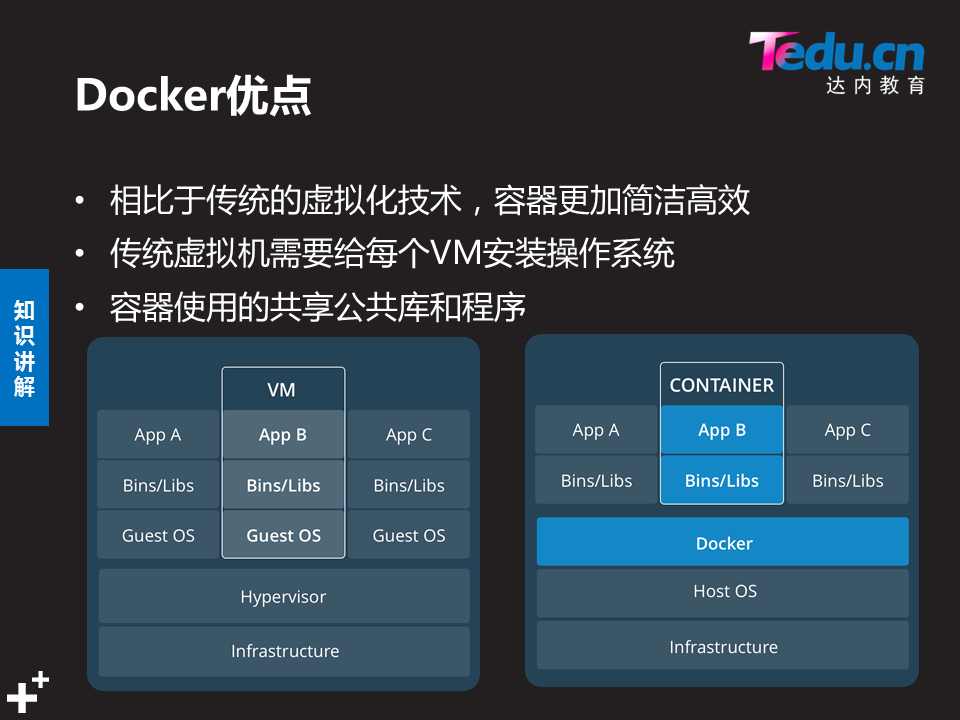 Tedu.cn
达内教育
Docker优点
• 相比于传统的虚拟化技术，容器更加简洁高效
• 传统虚拟机需要给每个VM安装操作系统
• 容器使用的共享公共库和程序
知识讲解
VM
App A App B App C
Bins/Libs Bins/Libs Bins/Libs
Guest OS Guest OS Guest OS
Hypervisor
Infrastructure
CONTAINER
App A App B App C
Bins/Libs Bins/Libs Bins/Libs
Docker
Host OS
Infrastructure